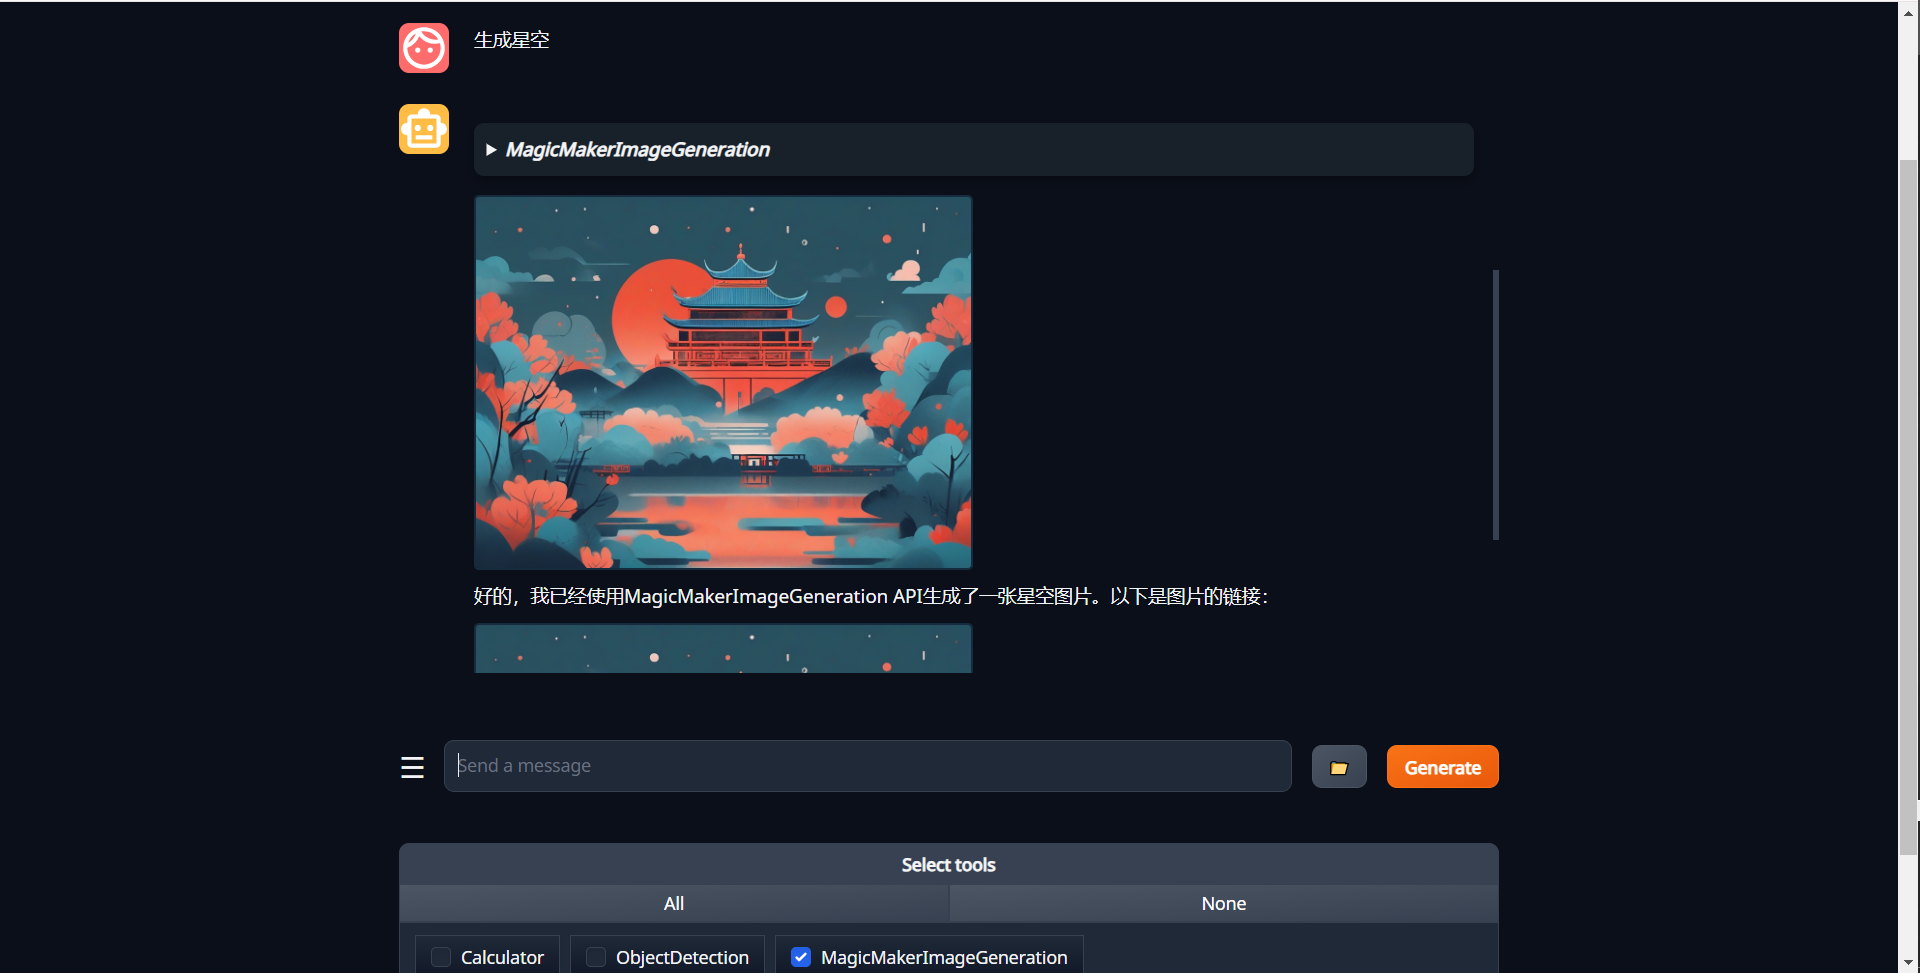 生成星空
MagicMakerImageGeneration
好的，我已经使用MagicMakerImageGeneration API生成了一张星空图片。以下是图片的链接：
Send a message
Generate
Select tools
All
None
Calculator
ObjectDetection
MagicMakerImageGeneration